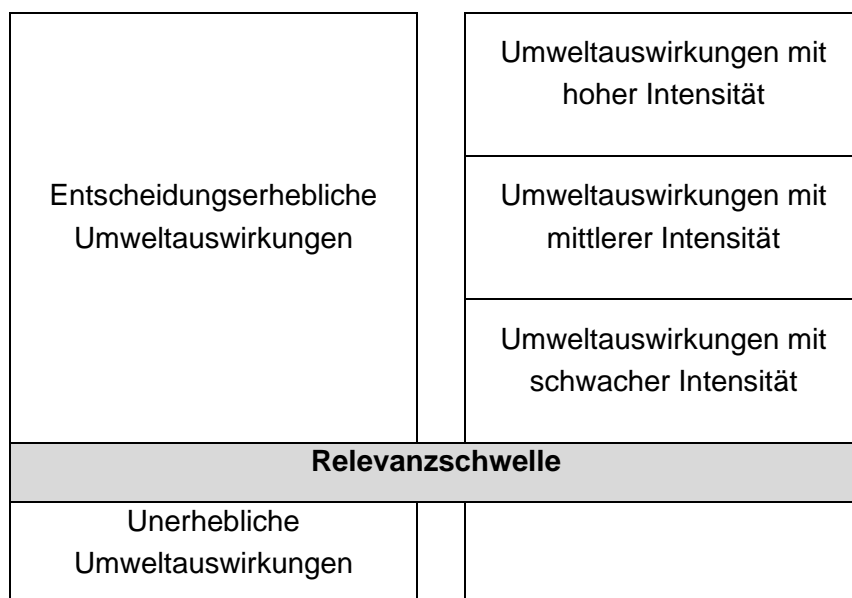 Umweltauswirkungen mit
hoher Intensität
Entscheidungserhebliche
Umweltauswirkungen
Umweltauswirkungen mit
mittlerer Intensität
Umweltauswirkungen mit
schwacher Intensität
Relevanzschwelle
Unerhebliche
Umweltauswirkungen